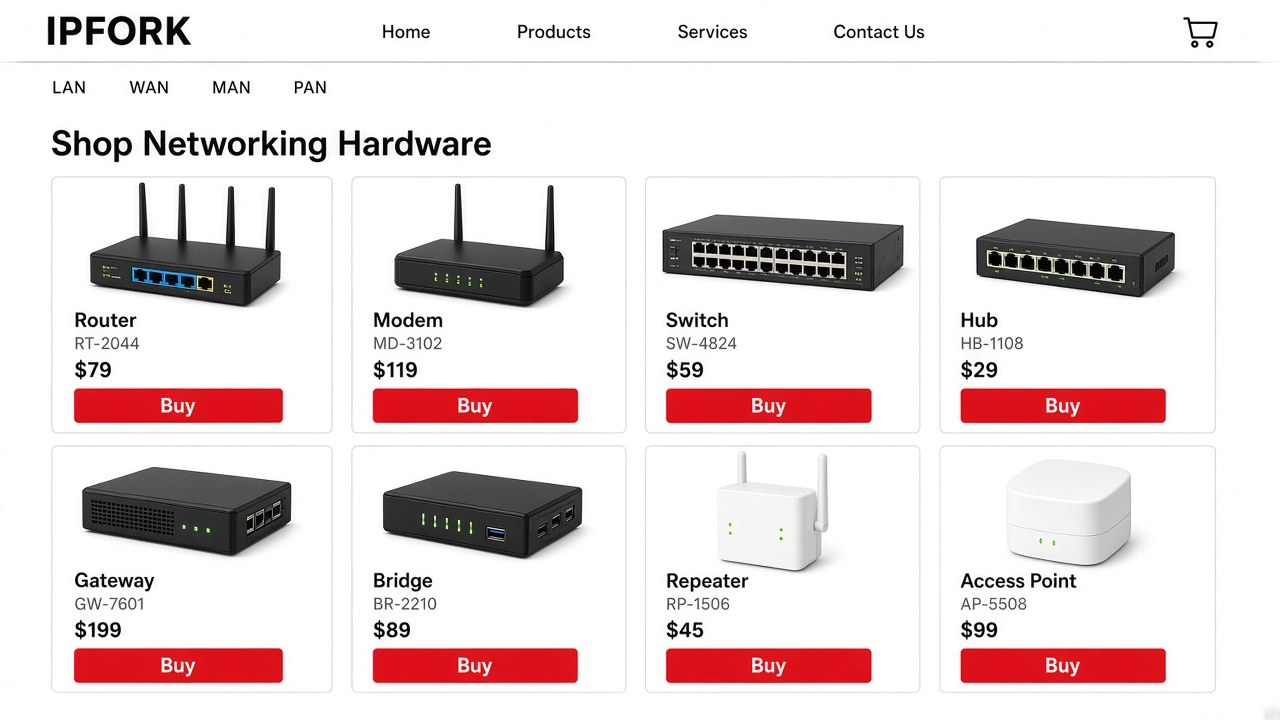 IPFORK
Home Products Services Contact Us
LAN WAN MAN PAN
Shop Networking Hardware
Router
RT-2044
$79
Buy
Modem
MD-3102
$119
Buy
Switch
SW-4824
$59
Buy
Hub
HB-1108
$29
Buy
Gateway
GW-7601
$199
Buy
Bridge
BR-2210
$89
Buy
Repeater
RP-1506
$45
Buy
Access Point
AP-5508
$99
Buy